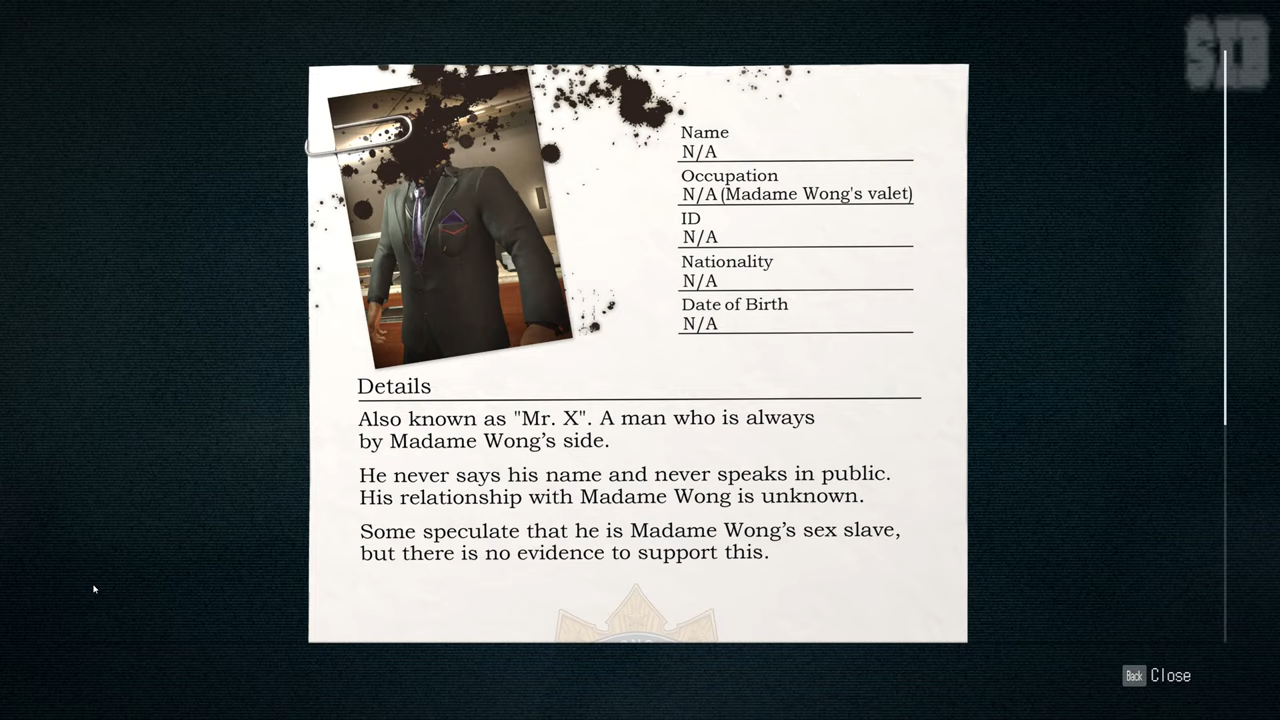 Name
N/A
Occupation
N/A (Madame Wong's valet)
ID
N/A
Nationality
N/A
Date of Birth
N/A
Details
Also known as "Mr. X". A man who is always
by Madame Wong’s side.
He never says his name and never speaks in public.
His relationship with Madame Wong is unknown.
Some speculate that he is Madame Wong’s sex slave,
but there is no evidence to support this.
Back Close